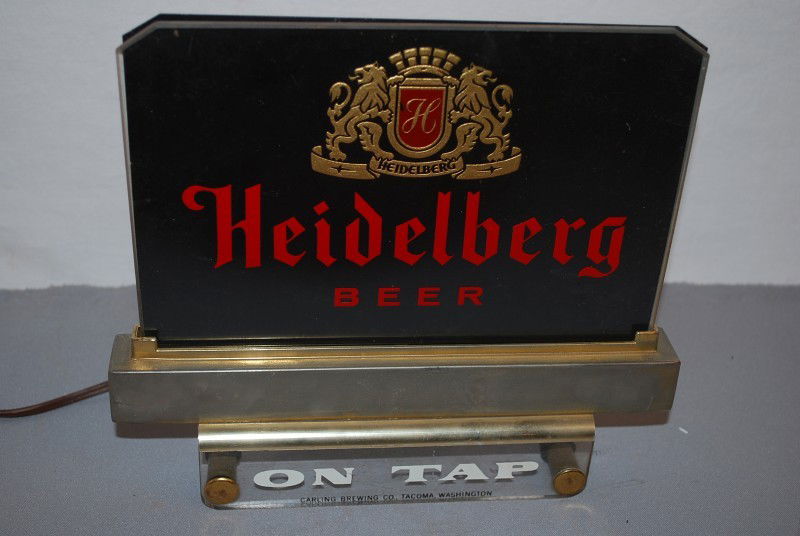 H
HEIDELBERG
Heidelberg
BEER
ON TAP
CARLING BREWING CO., TACOMA, WASHINGTON